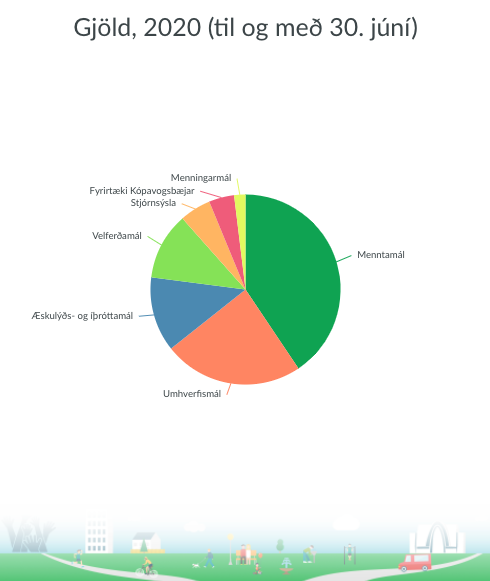 Gjöld, 2020 (til og með 30. júní)
Menningarmál
Fyrirtæki Kópavogsbæjar
Stjórnsýsla
Velferðamál
Menntamál
Æskulýðs- og íþróttamál
Umhverfismál